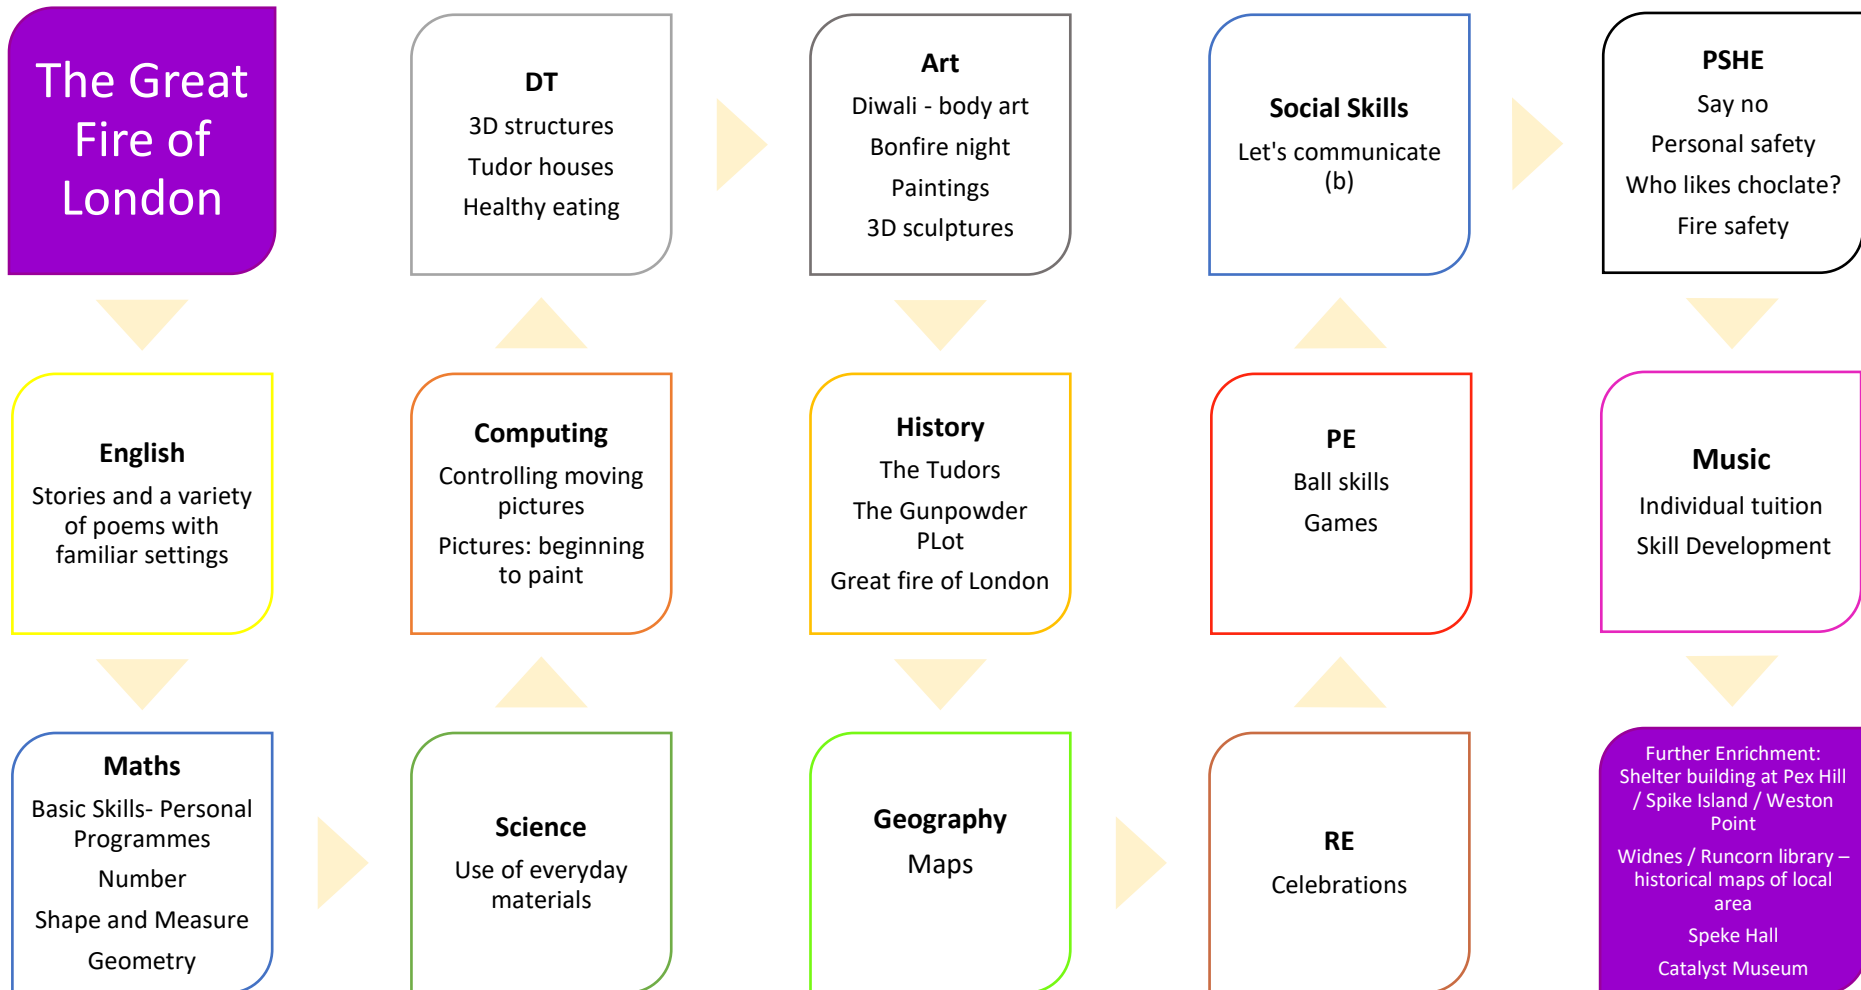 The Great
Fire of
London
English
Stories and a variety
of poems with
familiar settings
Maths
Basic Skills- Personal
Programmes
Number
Shape and Measure
Geometry
Science
Use of everyday
materials
Computing
Controlling moving
pictures
Pictures: beginning
to paint
DT
3D structures
Tudor houses
Healthy eating
Art
Diwali - body art
Bonfire night
Paintings
3D sculptures
History
The Tudors
The Gunpowder
PLot
Great fire of London
Geography
Maps
RE
Celebrations
PE
Ball skills
Games
Social Skills
Let's communicate
(b)
PSHE
Say no
Personal safety
Who likes choclate?
Fire safety
Music
Individual tuition
Skill Development
Further Enrichment:
Shelter building at Pex Hill
/ Spike Island / Weston
Point
Widnes / Runcorn library –
historical maps of local
area
Speke Hall
Catalyst Museum